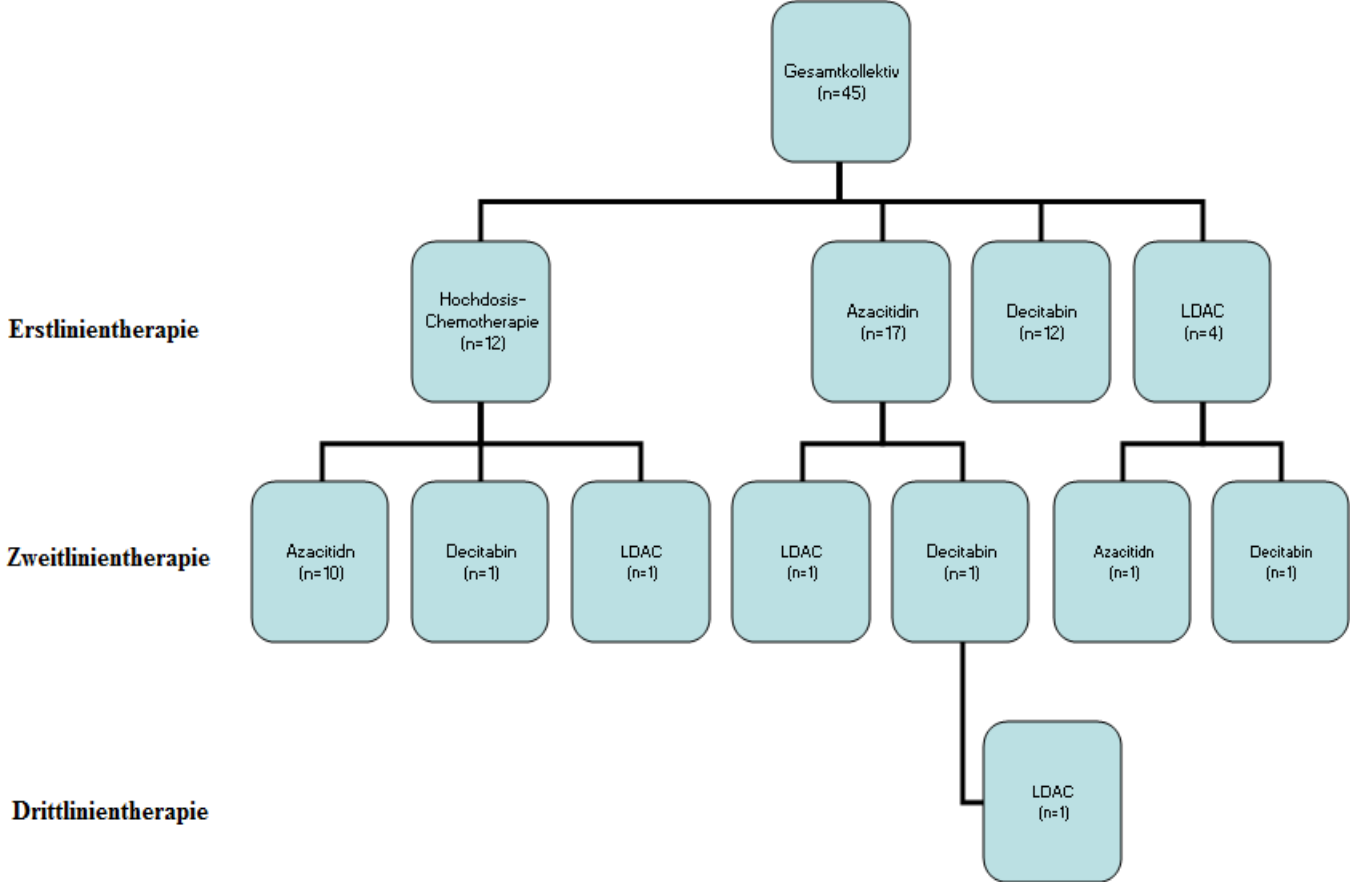 Gesamtkollektiv
(n=45)
Erstlinientherapie
Hochdosis-
Chemotherapie
(n=12)
Azacitidin
(n=17)
Decitabin
(n=12)
LDAC
(n=4)
Zweitlinientherapie
Azacitidn
(n=10)
Decitabin
(n=1)
LDAC
(n=1)
LDAC
(n=1)
Decitabin
(n=1)
Azacitidn
(n=1)
Decitabin
(n=1)
Drittlinientherapie
LDAC
(n=1)